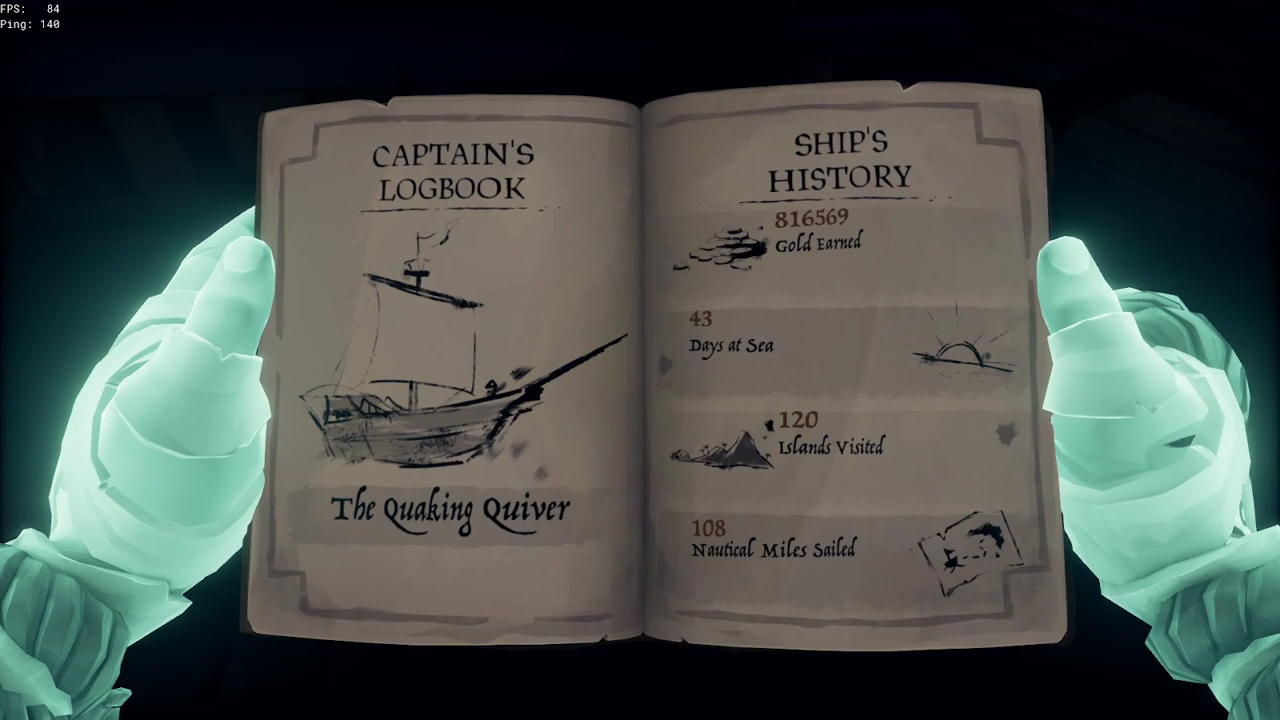 FPS: 84
Ping: 140
CAPTAIN'S
LOGBOOK
The Quaking Quiver
SHIP'S
HISTORY
816569
Gold Earned
43
Days at Sea
120
Islands Visited
108
Nautical Miles Sailed